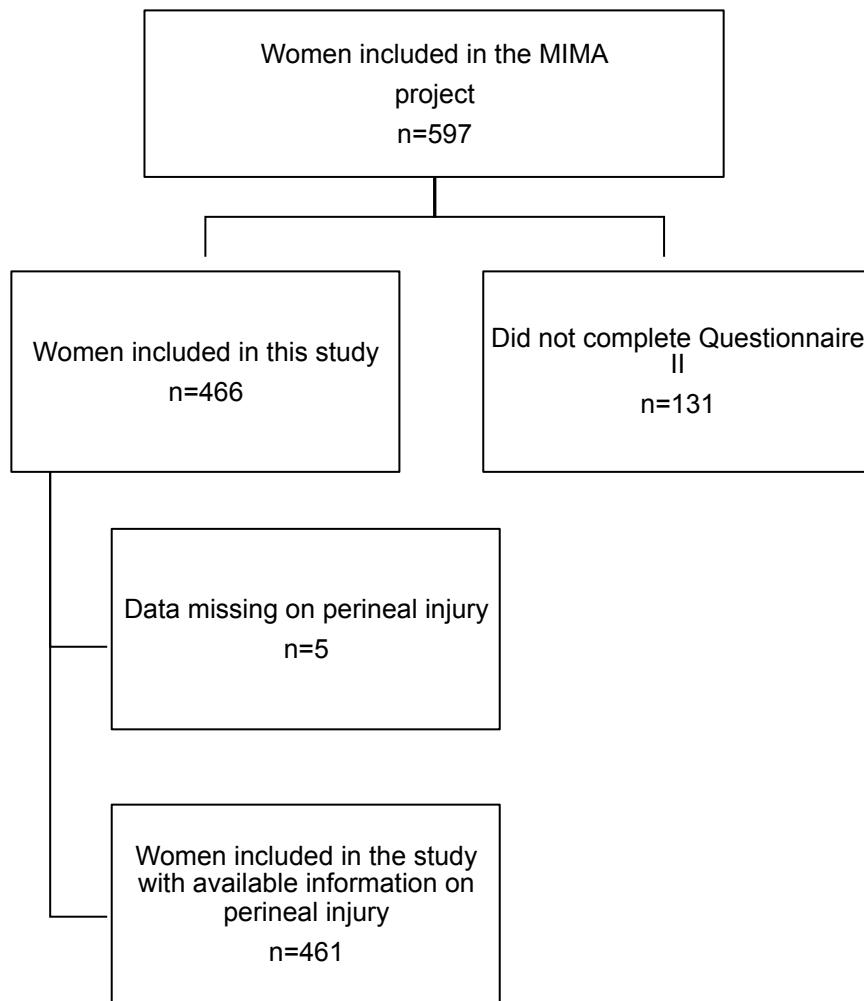 Women included in the MIMA
project
n=597
Women included in this study
n=466
Did not complete Questionnaire
II
n=131
Data missing on perineal injury
n=5
Women included in the study
with available information on
perineal injury
n=461